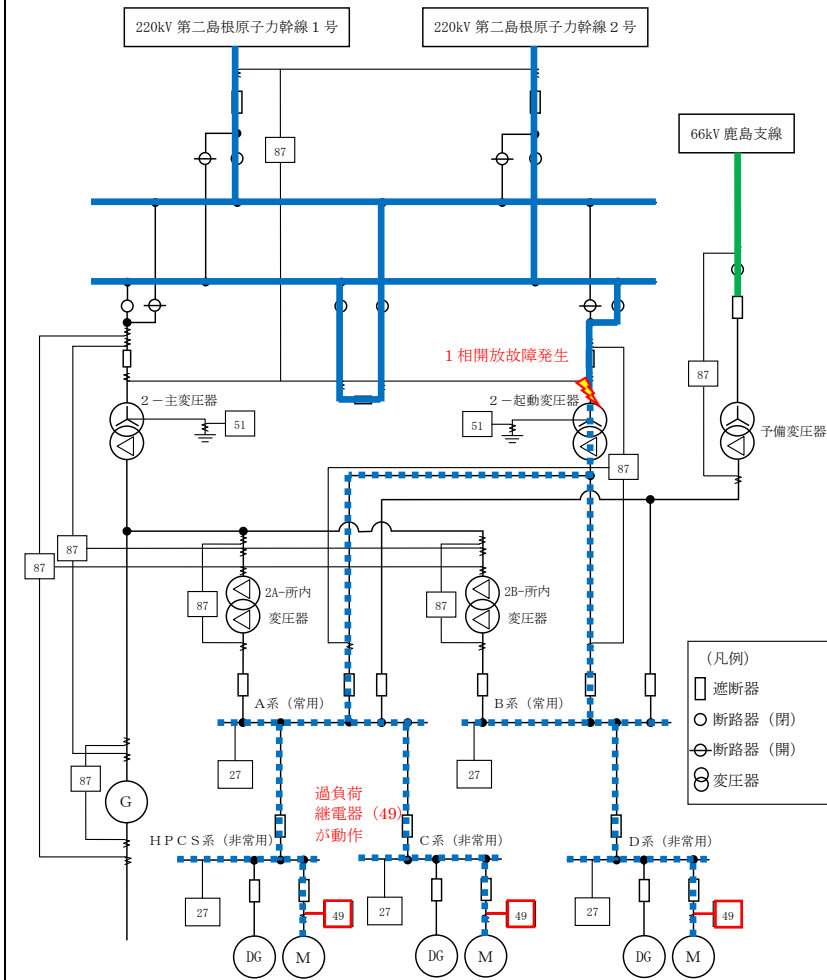 220kV 第二島根原子力幹線１号
220kV 第二島根原子力幹線２号
66kV 鹿島支線
87
87
１相開放故障発生
２－主変圧器
51
２－起動変圧器
51
予備変圧器
87
87
87
87
2A-所内
変圧器
87
2B-所内
変圧器
(凡例)
遮断器
断路器（閉）
断路器（開）
変圧器
A系（常用）
B系（常用）
27
27
87
G
過負荷
継電器（49）
が動作
HPCS系（非常用）
C系（非常用）
D系（非常用）
27
49
27
49
27
49
DG
M
DG
M
DG
M